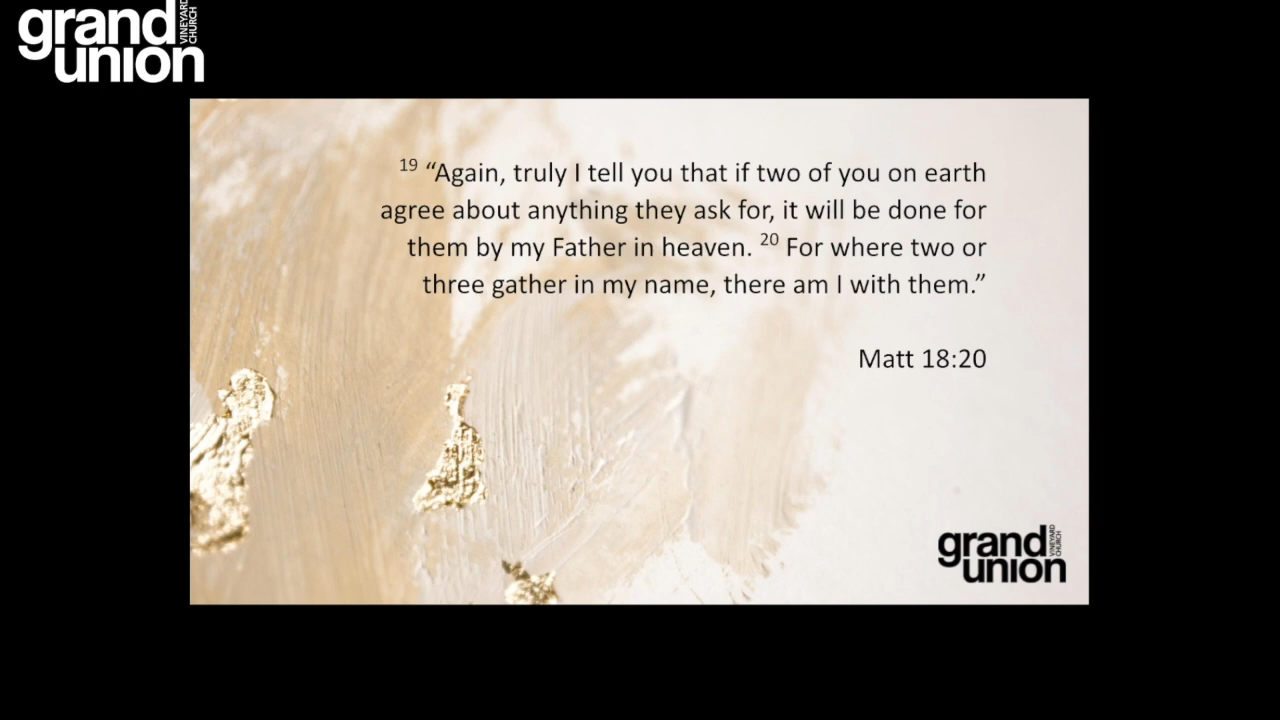 grand
union
VINEYARD
CHURCH
19 “Again, truly I tell you that if two of you on earth
agree about anything they ask for, it will be done for
them by my Father in heaven. 20 For where two or
three gather in my name, there am I with them.”
Matt 18:20
grand
union
VINEYARD
CHURCH